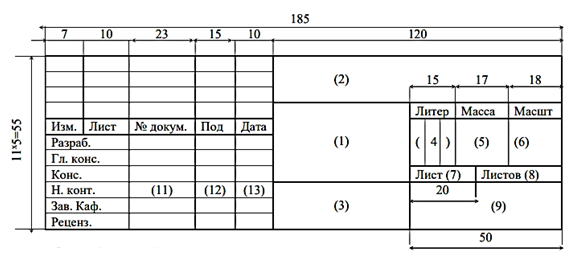 185
7 10 23 15 10 120
(2)
15 17 18
Литер Масса Масшт
11*5=55
Изм. Лист № докум. Под Дата
(1)
Разраб.
( 4 ) (5) (6)
Гл. конс.
Конс.
Лист (7) Листов (8)
Н. конт. (11) (12) (13)
20
Зав. Каф.
(3) (9)
Реценз.
50